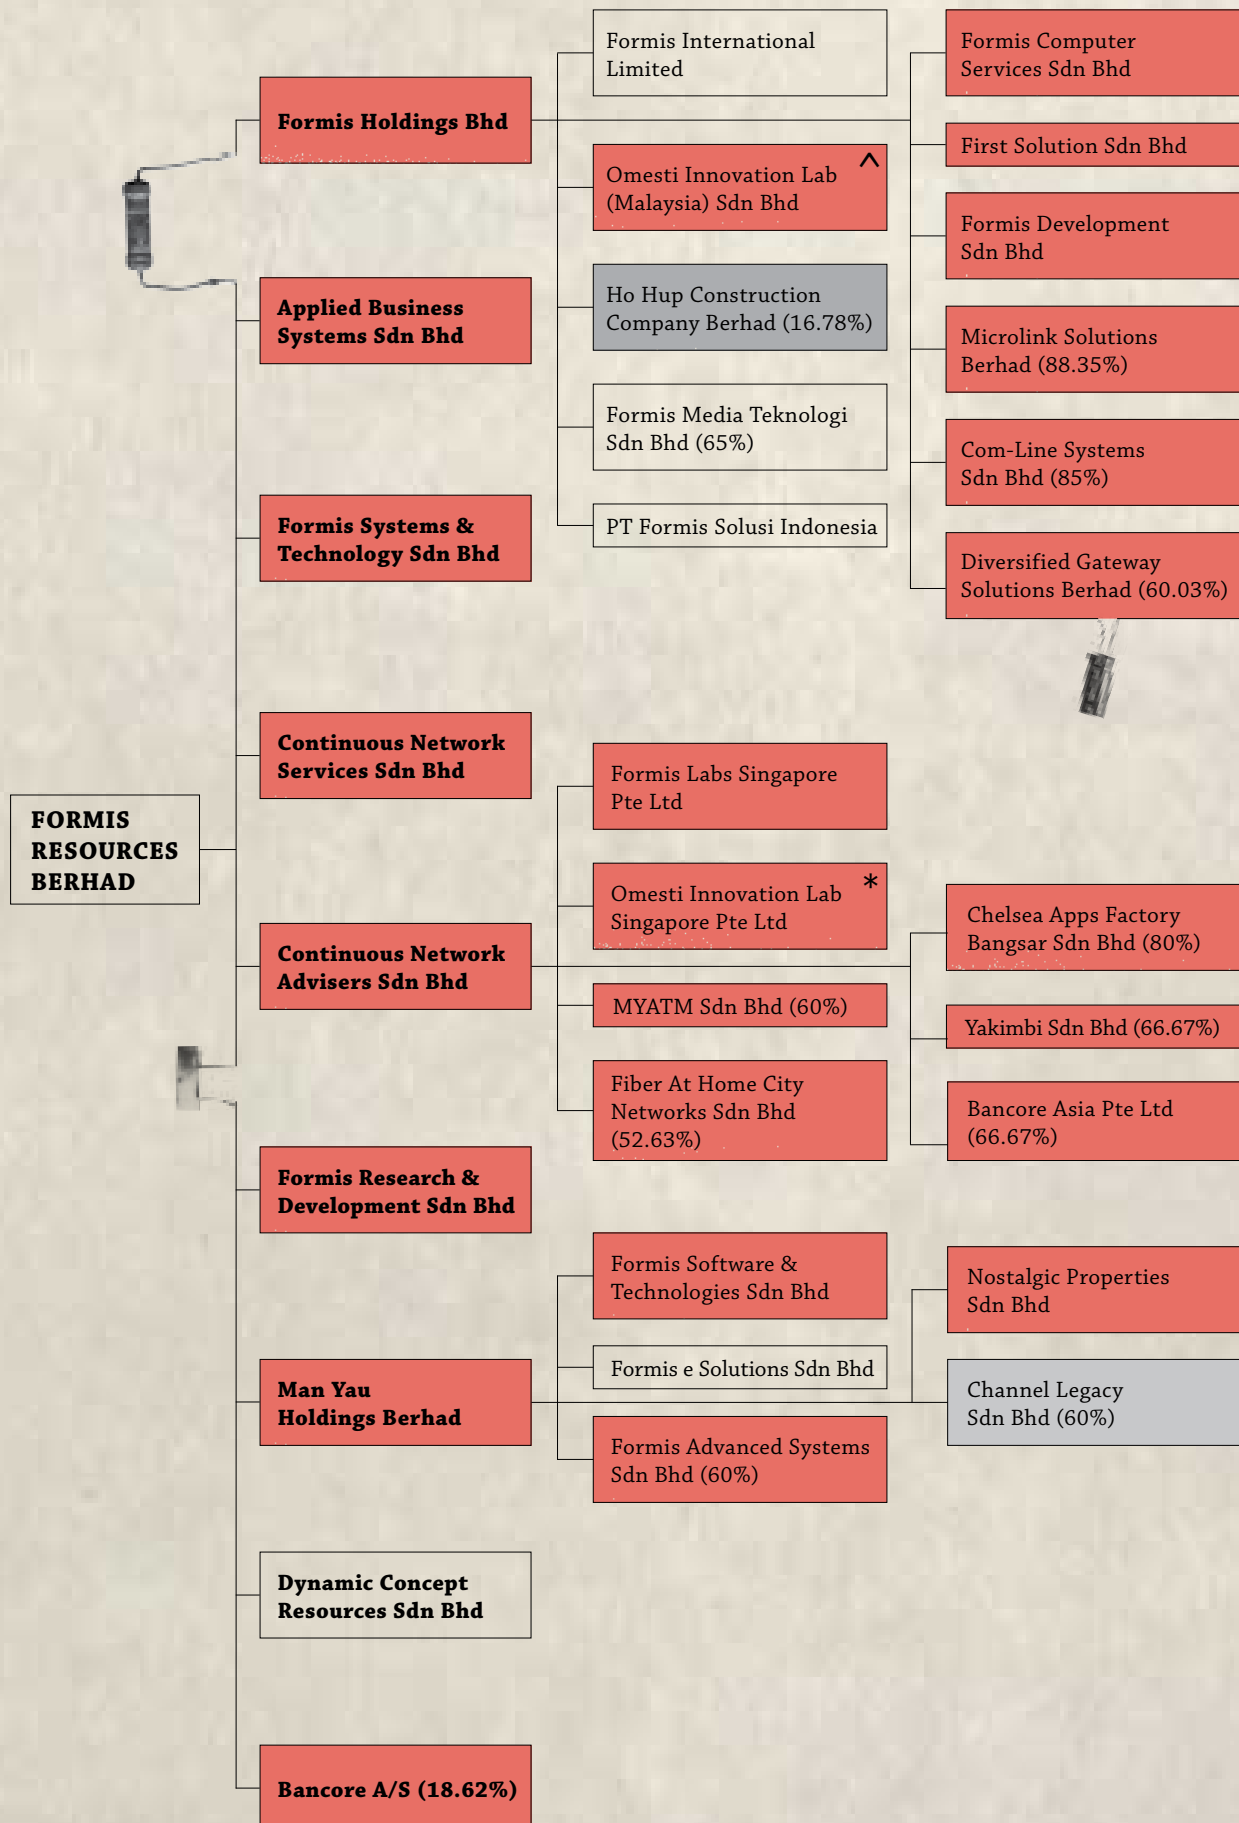 FORMIS
RESOURCES
BERHAD
Formis Holdings Bhd
Applied Business
Systems Sdn Bhd
Formis Systems &
Technology Sdn Bhd
Continuous Network
Services Sdn Bhd
Continuous Network
Advisers Sdn Bhd
Formis Research &
Development Sdn Bhd
Man Yau
Holdings Berhad
Dynamic Concept
Resources Sdn Bhd
Bancore A/S (18.62%)
Formis International
Limited
Omesti Innovation Lab ^
(Malaysia) Sdn Bhd
Ho Hup Construction
Company Berhad (16.78%)
Formis Media Teknologi
Sdn Bhd (65%)
PT Formis Solusi Indonesia
Formis Computer
Services Sdn Bhd
First Solution Sdn Bhd
Formis Development
Sdn Bhd
Microlink Solutions
Berhad (88.35%)
Com-Line Systems
Sdn Bhd (85%)
Diversified Gateway
Solutions Berhad (60.03%)
Formis Labs Singapore
Pte Ltd
Omesti Innovation Lab *
Singapore Pte Ltd
MYATM Sdn Bhd (60%)
Fiber At Home City
Networks Sdn Bhd
(52.63%)
Chelsea Apps Factory
Bangsar Sdn Bhd (80%)
Yakimbi Sdn Bhd (66.67%)
Bancore Asia Pte Ltd
(66.67%)
Formis Software &
Technologies Sdn Bhd
Formis e Solutions Sdn Bhd
Formis Advanced Systems
Sdn Bhd (60%)
Nostalgic Properties
Sdn Bhd
Channel Legacy
Sdn Bhd (60%)